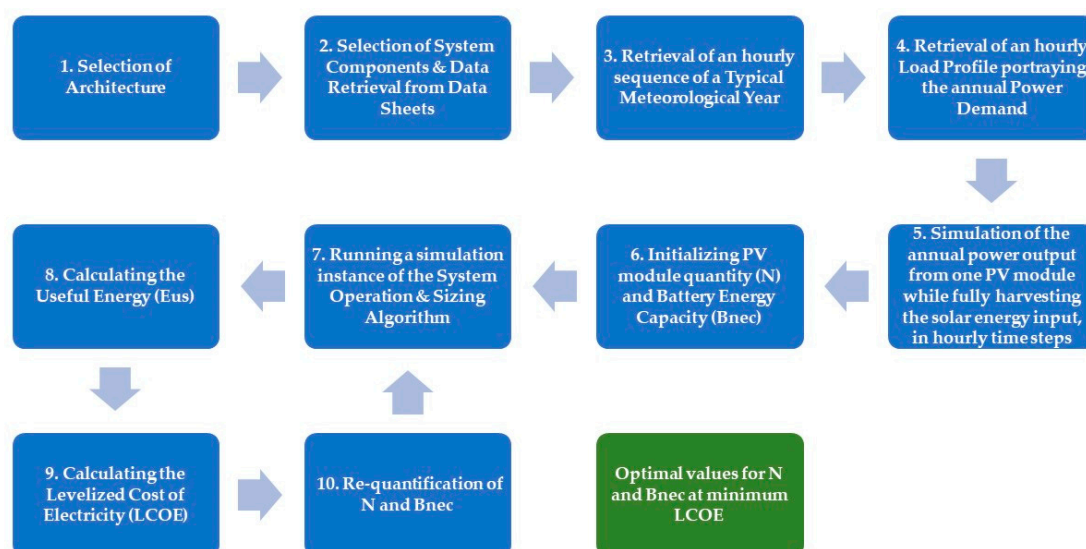 1. Selection of
Architecture
2. Selection of System
Components & Data
Retrieval from Data
Sheets
3. Retrieval of an hourly
sequence of a Typical
Meteorological Year
4. Retrieval of an hourly
Load Profile portraying
the annual Power
Demand
5. Simulation of the
annual power output
from one PV module
while fully harvesting
the solar energy input,
in hourly time steps
6. Initializing PV
module quantity (N)
and Battery Energy
Capacity (Bnec)
7. Running a simulation
instance of the System
Operation & Sizing
Algorithm
8. Calculating the
Useful Energy (Eus)
9. Calculating the
Levelized Cost of
Electricity (LCOE)
10. Re-quantification of
N and Bnec
Optimal values for N
and Bnec at minimum
LCOE